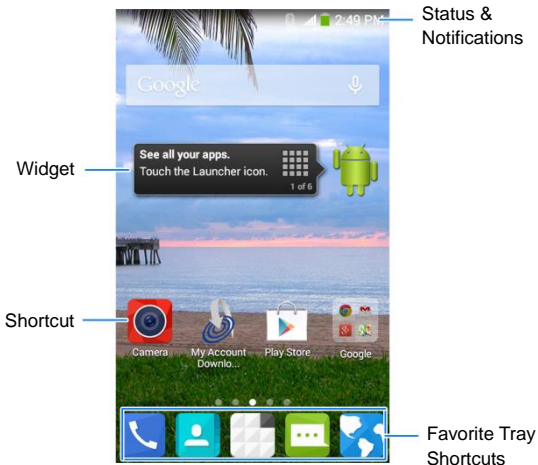 2:49 PM
Status &
Notifications
Google
See all your apps.
Touch the Launcher icon.
1 of 6
Widget
Shortcut
Camera
My Account
Downlo...
Play Store
Google
Favorite Tray
Shortcuts